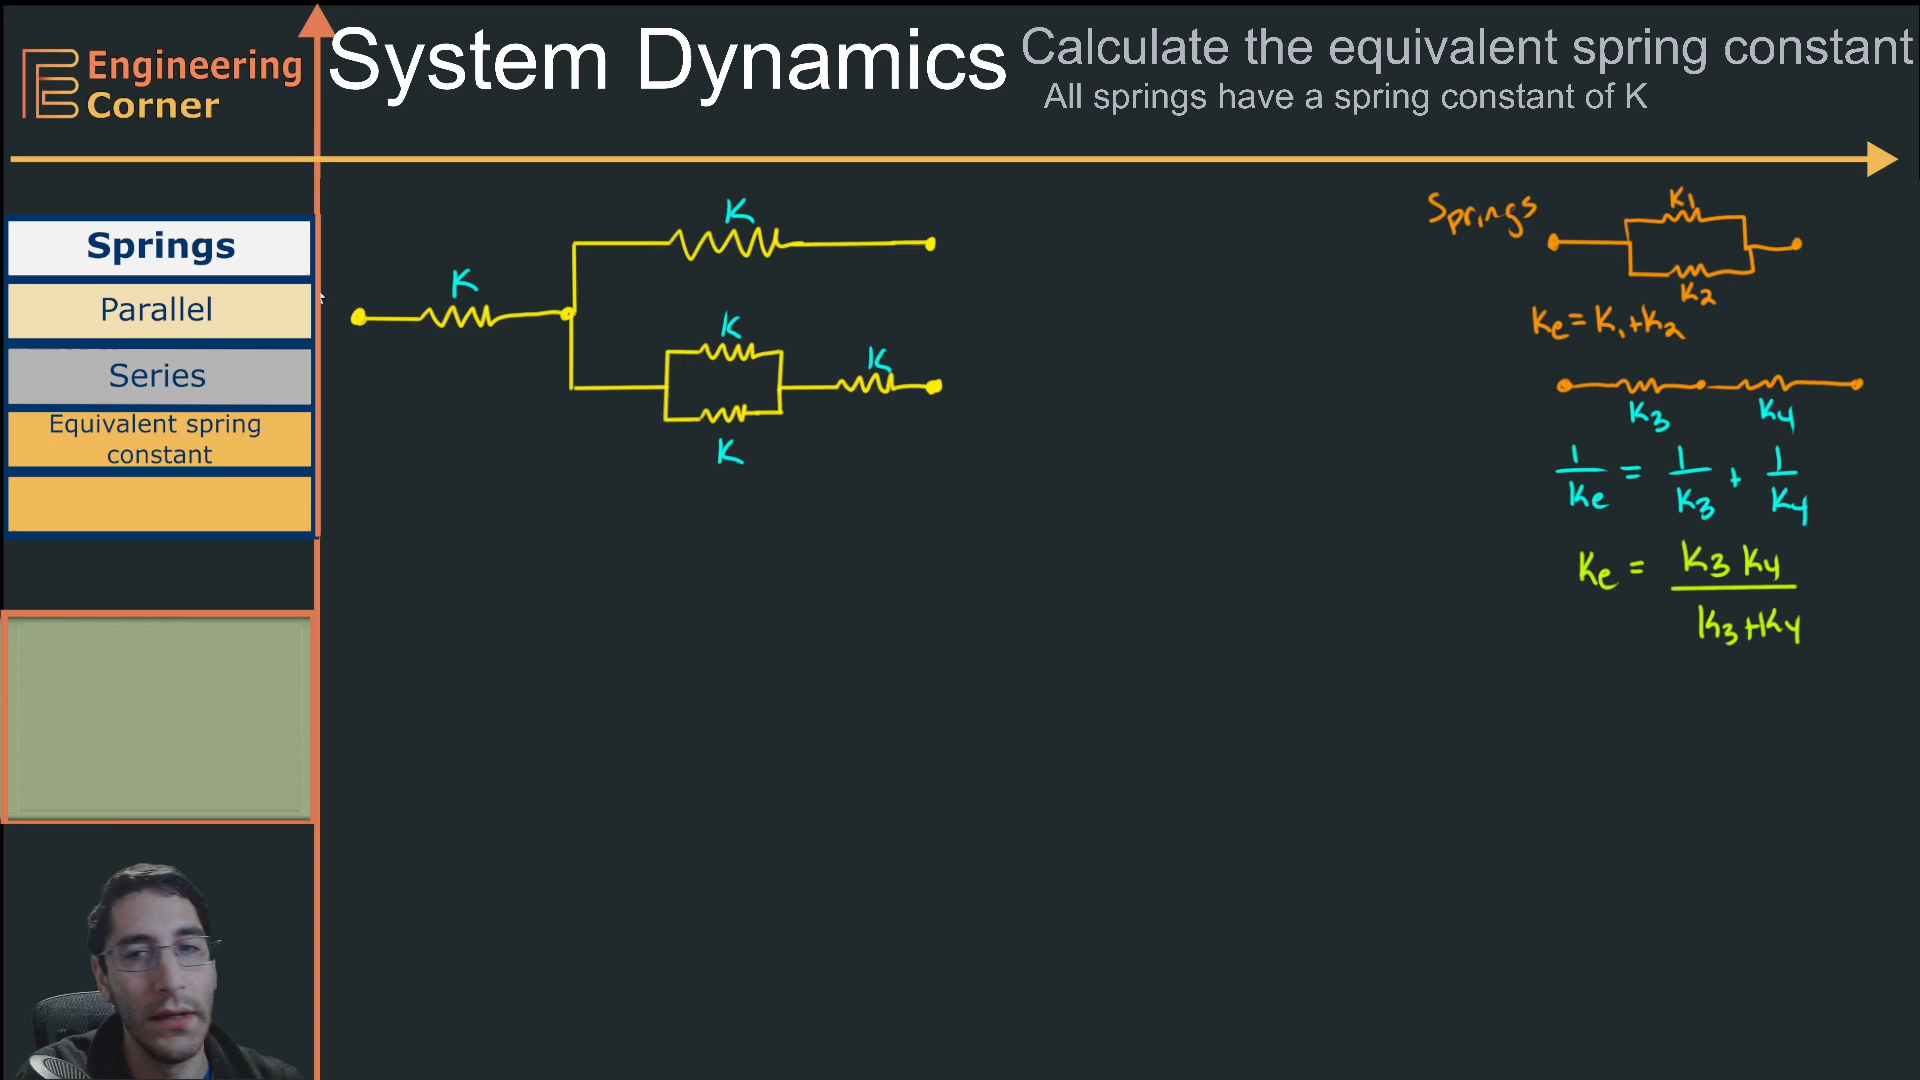 Engineering
Corner
System Dynamics
Calculate the equivalent spring constant
All springs have a spring constant of K
Springs
Parallel
Series
Equivalent spring
constant
K
K
K
K
K
Springs
K1
K2
Ke = K1+K2
K3 K4
1/Ke = 1/K3 + 1/K4
Ke = K3 K4 / K3+K4